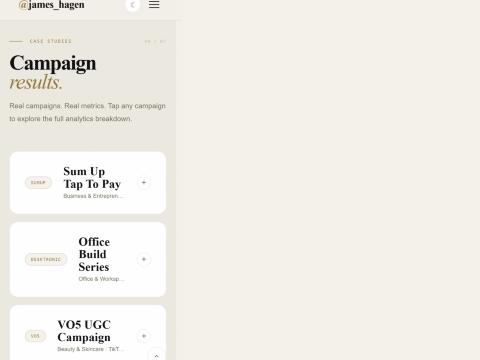 @james_hagen
CASE STUDIES
Campaign
results.
Real campaigns. Real metrics. Tap any campaign
to explore the full analytics breakdown.
SUMUP
Sum Up
Tap To Pay
Business & Entrepren...
+
DESKTRONIC
Office
Build
Series
Office & Worksp...
+
VO5
VO5 UGC
Campaign
Beauty & Skincare · TikT...
+